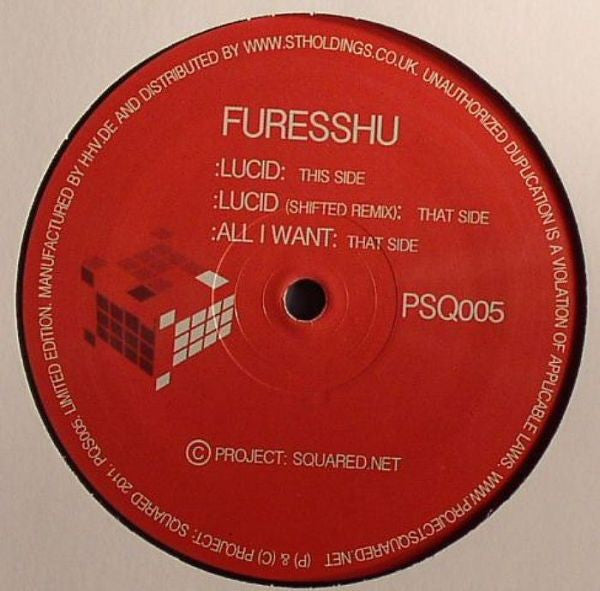 FURESSHU
:LUCID: THIS SIDE
:LUCID (SHIFTED REMIX): THAT SIDE
:ALL I WANT: THAT SIDE
PSQ005
© PROJECT: SQUARED.NET
(P) & (C) PROJECT: SQUARED 2011. PQS005. LIMITED EDITION. MANUFACTURED BY HHV.DE AND DISTRIBUTED BY WWW.STHOLDINGS.CO.UK. UNAUTHORIZED DUPLICATION IS A VIOLATION OF APPLICABLE LAWS. WWW.PROJECTSQUARED.NET